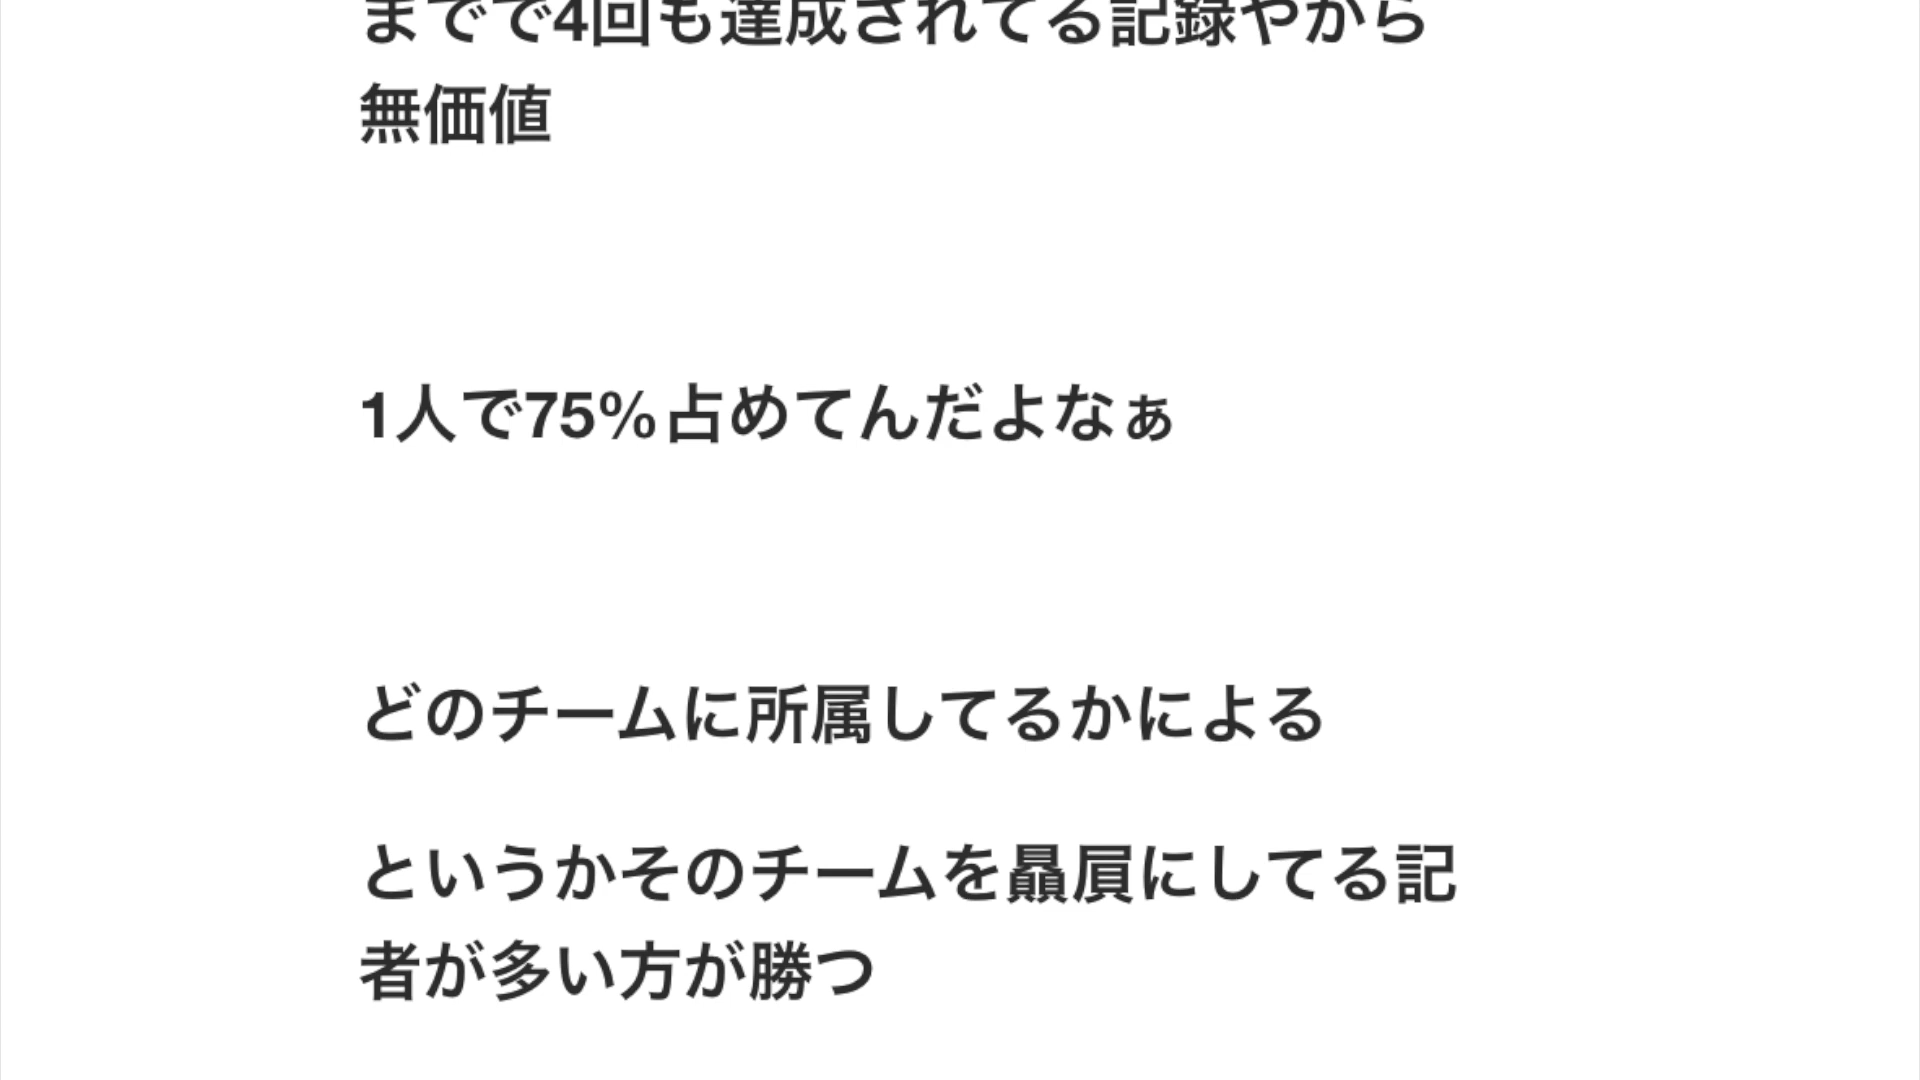 までで4回も達成されてる記録やから
無価値
1人で75%占めてんだよなぁ
どのチームに所属してるかによる
というかそのチームを贔屓にしてる記
者が多い方が勝つ